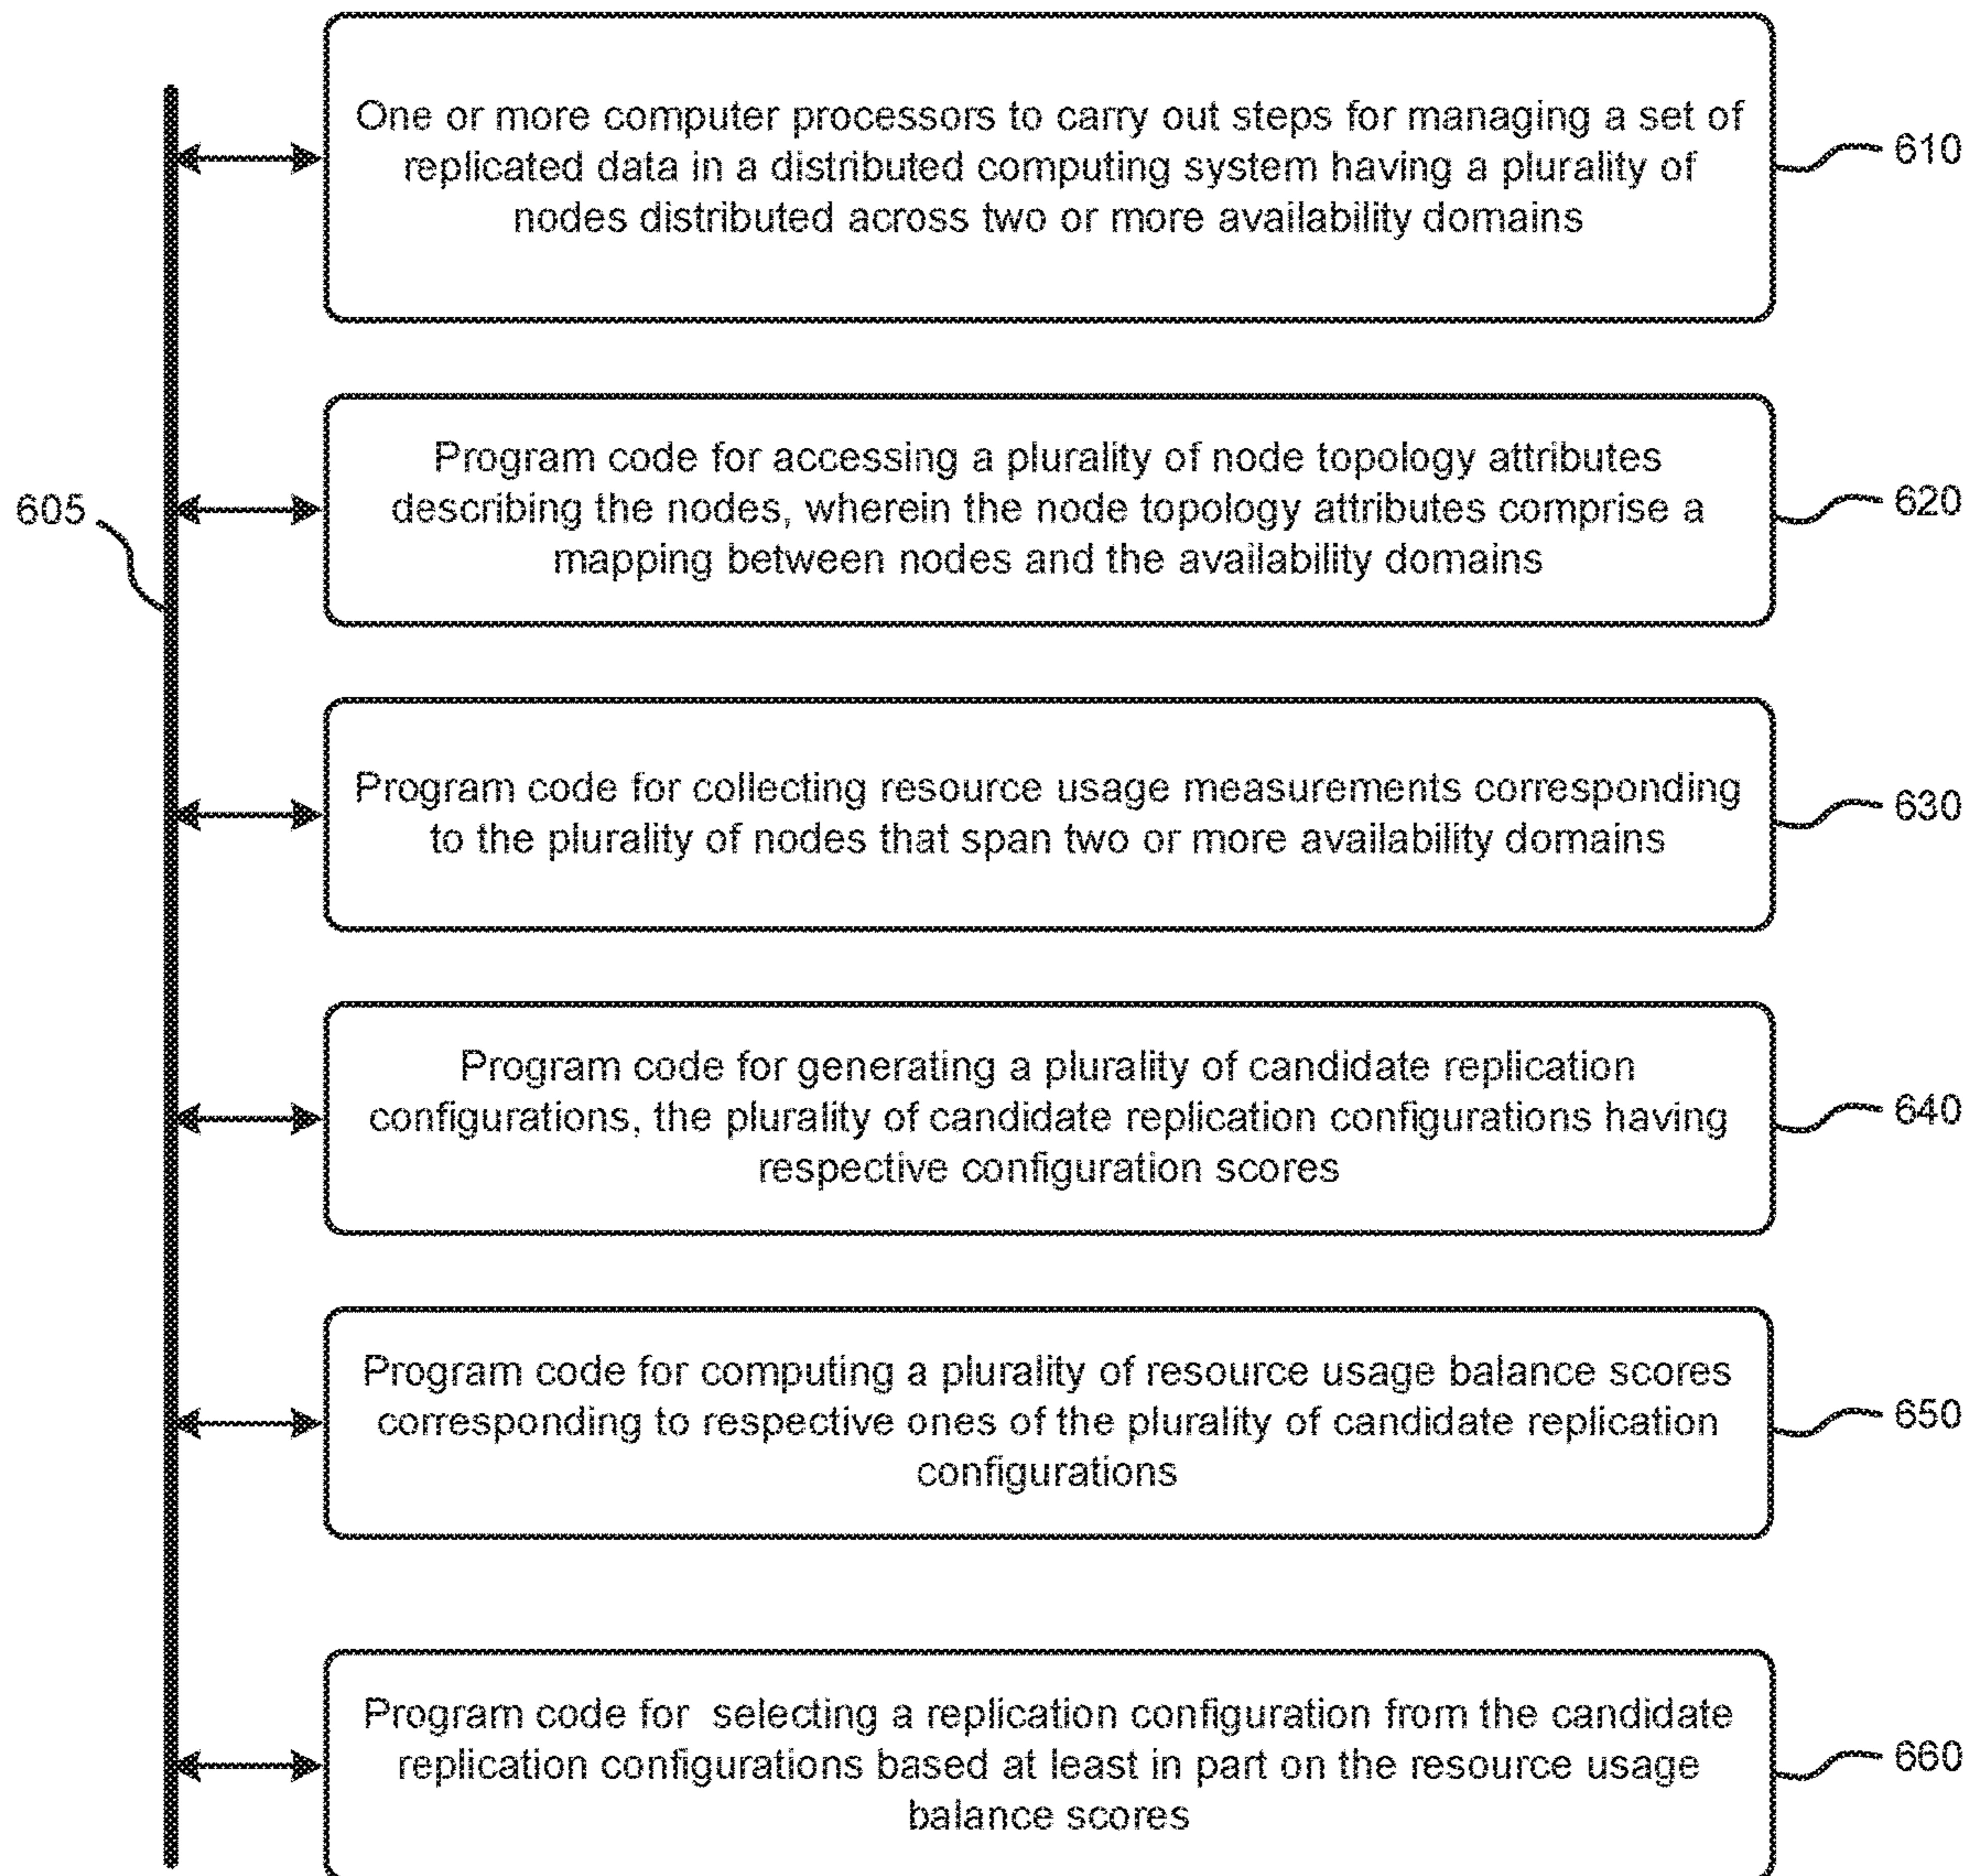 One or more computer processors to carry out steps for managing a set of
replicated data in a distributed computing system having a plurality of
nodes distributed across two or more availability domains
610
Program code for accessing a plurality of node topology attributes
describing the nodes, wherein the node topology attributes comprise a
mapping between nodes and the availability domains
620
605
Program code for collecting resource usage measurements corresponding
to the plurality of nodes that span two or more availability domains
630
Program code for generating a plurality of candidate replication
configurations, the plurality of candidate replication configurations having
respective configuration scores
640
Program code for computing a plurality of resource usage balance scores
corresponding to respective ones of the plurality of candidate replication
configurations
650
Program code for selecting a replication configuration from the candidate
replication configurations based at least in part on the resource usage
balance scores
660